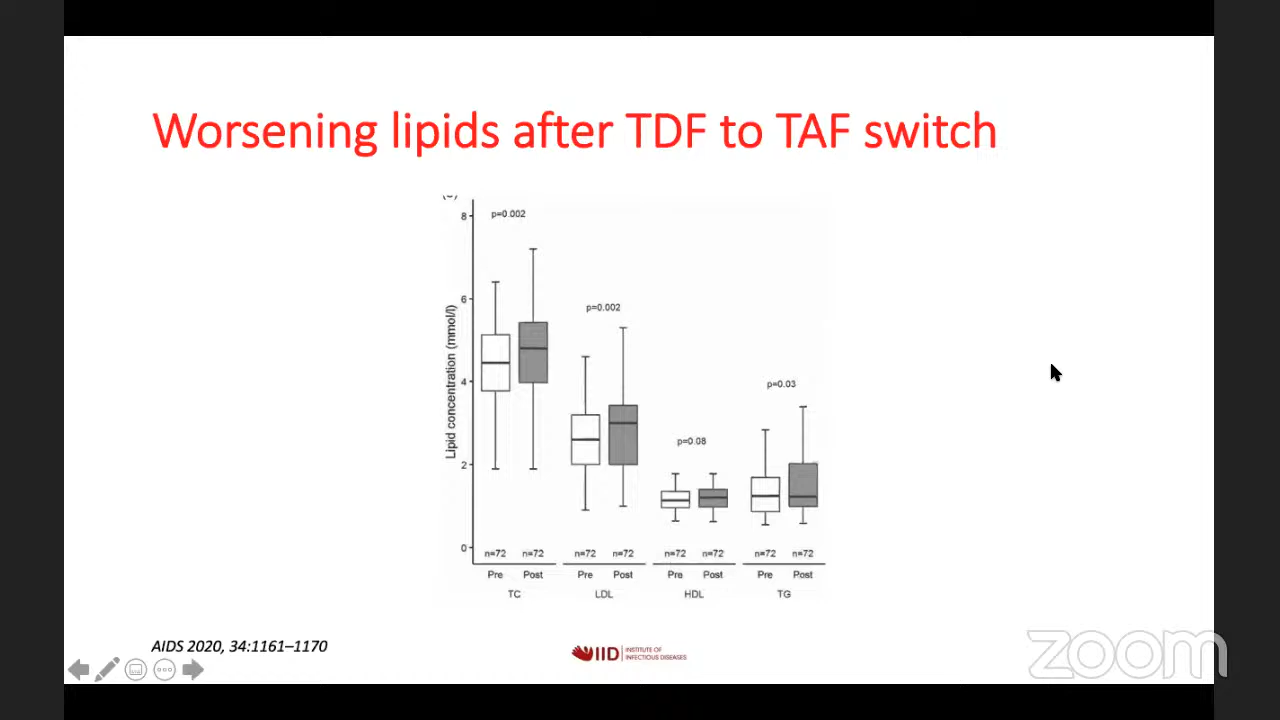 Worsening lipids after TDF to TAF switch
8
6
4
2
0
Lipid concentration (mmol/l)
p=0.002
p=0.002
p=0.08
p=0.03
n=72 n=72 n=72 n=72 n=72 n=72 n=72 n=72
Pre Post Pre Post Pre Post Pre Post
TC LDL HDL TG
AIDS 2020, 34:1161–1170
IID INSTITUTE OF
INFECTIOUS DISEASES
zoom